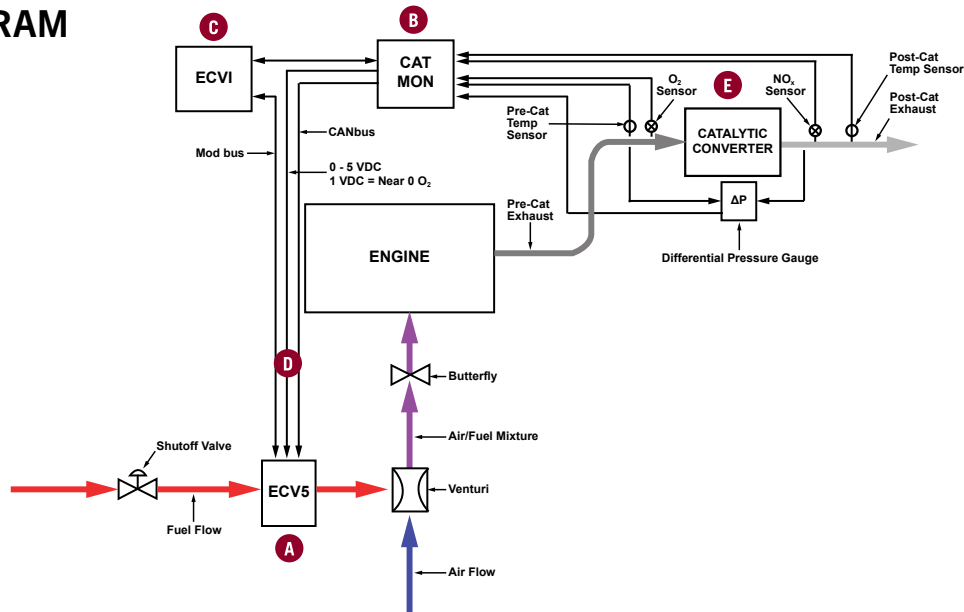 RAM
C
B
ECVI
CAT
MON
CANbus
Mod bus
0 - 5 VDC
1 VDC = Near 0 O₂
Pre-Cat
Temp
Sensor
O₂
Sensor
E
NOₓ
Sensor
Post-Cat
Temp Sensor
Post-Cat
Exhaust
CATALYTIC
CONVERTER
ΔP
Differential Pressure Gauge
Pre-Cat
Exhaust
ENGINE
D
Butterfly
Air/Fuel Mixture
Shutoff Valve
ECV5
Venturi
Fuel Flow
A
Air Flow